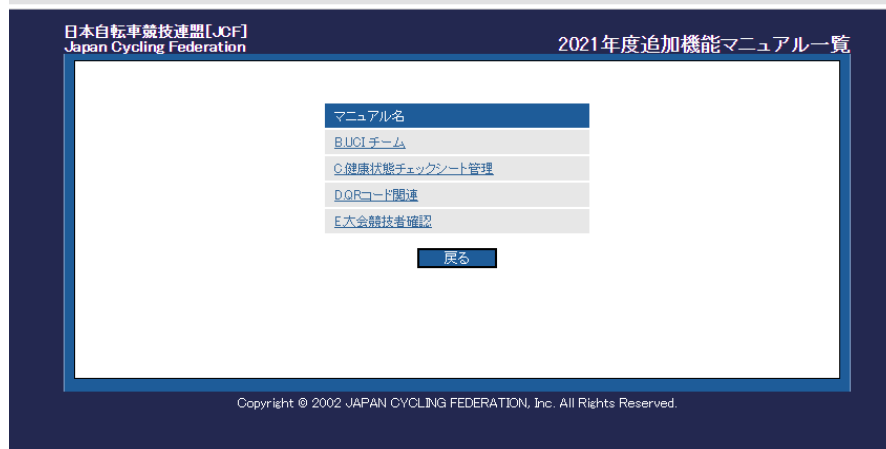 日本自転車競技連盟[JCF]
Japan Cycling Federation
2021年度追加機能マニュアル一覧
マニュアル名
B.UCI チーム
C.健康状態チェックシート管理
D.QRコード関連
E.大会競技者確認
戻る
Copyright © 2002 JAPAN CYCLING FEDERATION, Inc. All Rights Reserved.